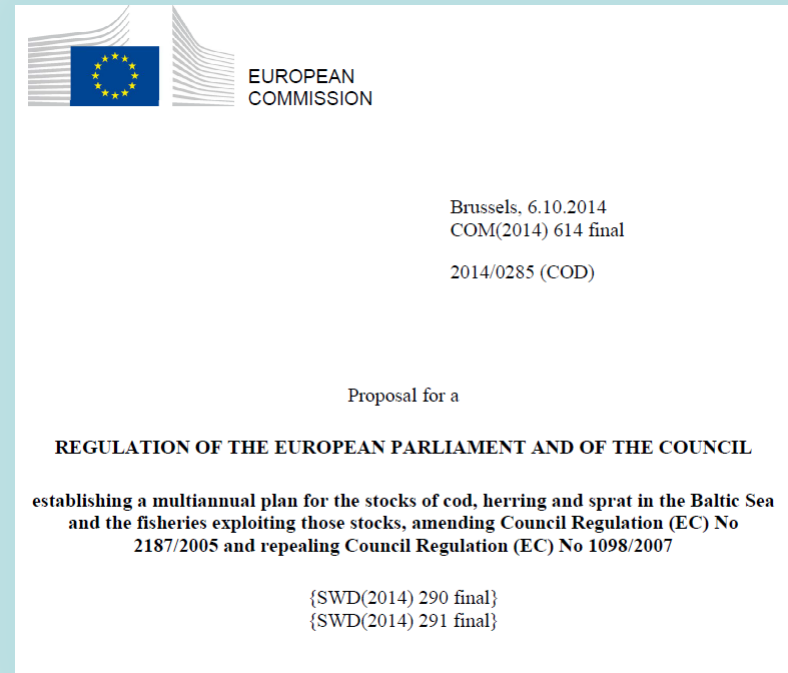 EUROPEAN
COMMISSION
Brussels, 6.10.2014
COM(2014) 614 final
2014/0285 (COD)
Proposal for a
REGULATION OF THE EUROPEAN PARLIAMENT AND OF THE COUNCIL
establishing a multiannual plan for the stocks of cod, herring and sprat in the Baltic Sea
and the fisheries exploiting those stocks, amending Council Regulation (EC) No
2187/2005 and repealing Council Regulation (EC) No 1098/2007
{SWD(2014) 290 final}
{SWD(2014) 291 final}